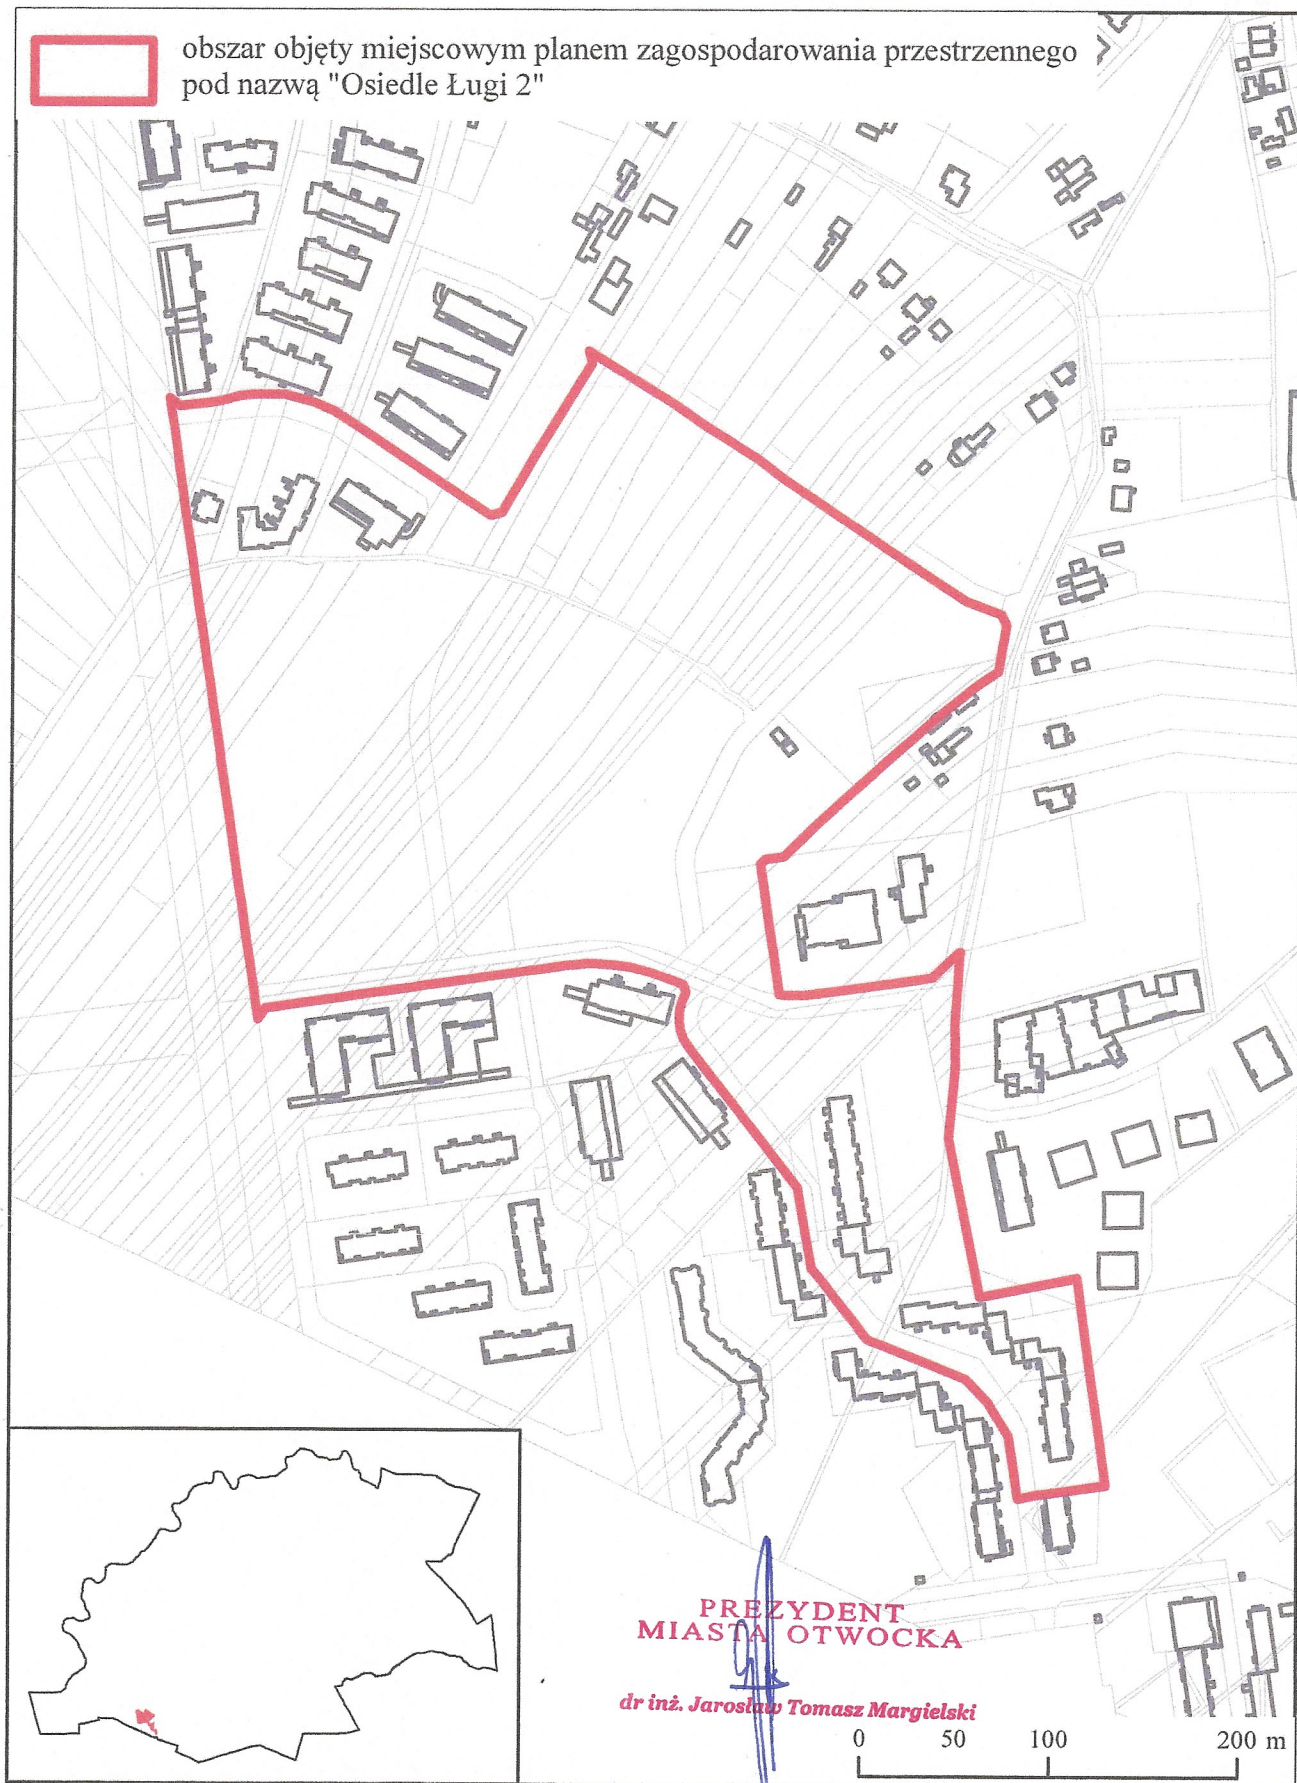 obszar objęty miejscowym planem zagospodarowania przestrzennego
pod nazwą "Osiedle Ługi 2"
PREZYDENT
MIASTA OTWOCKA
dr inż. Jarosław Tomasz Margielski
0 50 100 200 m